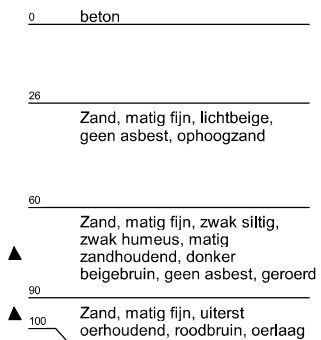 0 beton
26
Zand, matig fijn, lichtbeige,
geen asbest, ophoogzand
60
Zand, matig fijn, zwak siltig,
zwak humeus, matig
zandhoudend, donker
beigebruin, geen asbest, geroerd
90
Zand, matig fijn, uiterst
100 oerhoudend, roodbruin, oerlaag